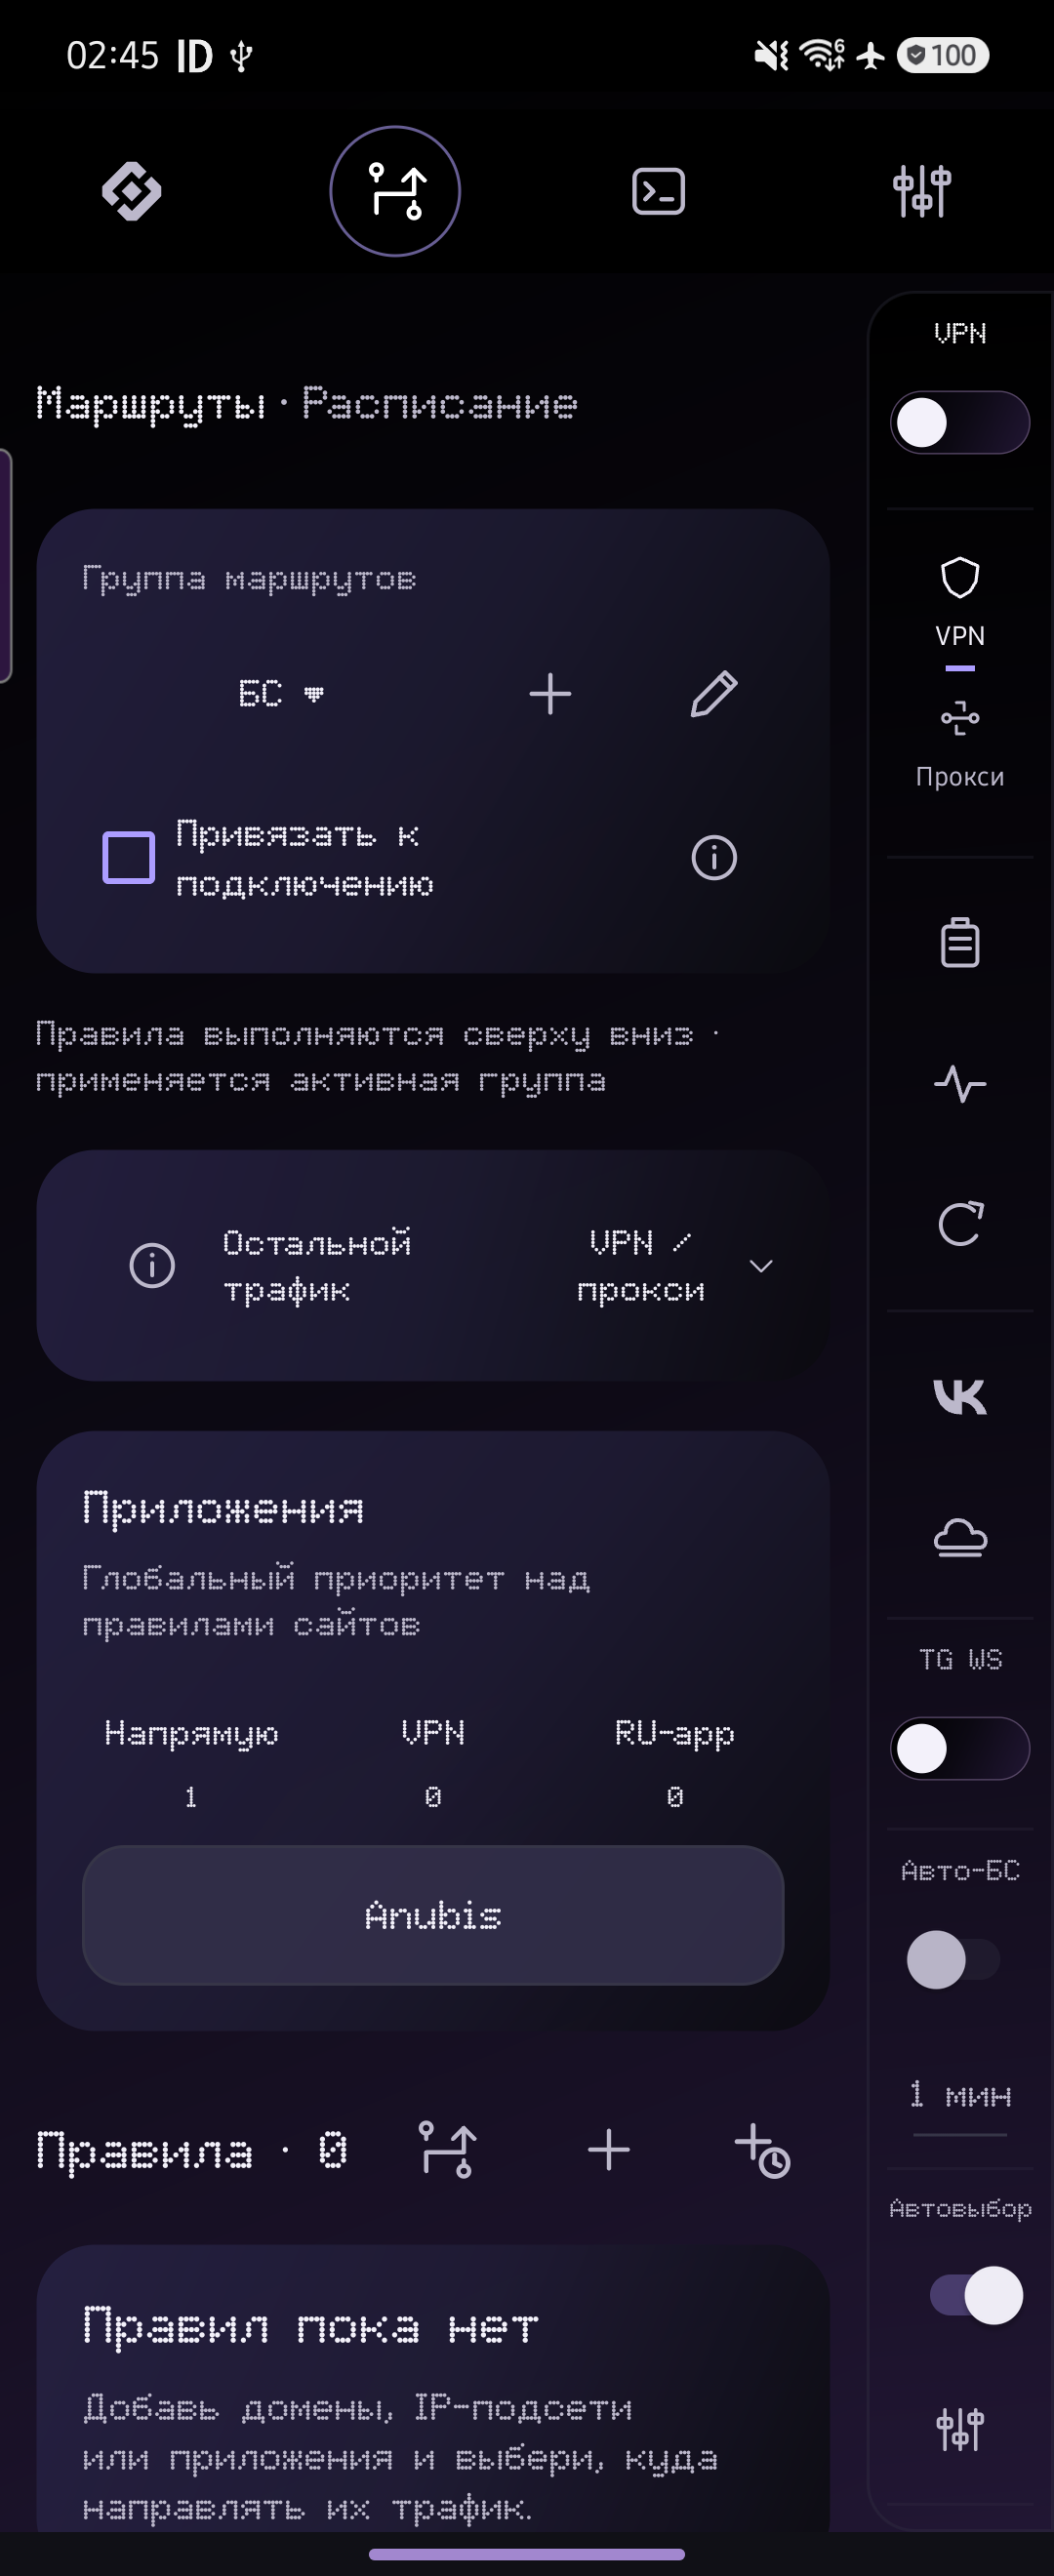 02:45 ID
6
100
VPN
Маршруты · Расписание
Группа маршрутов
БС
VPN
Прокси
Привязать к
подключению
Правила выполняются сверху вниз ·
применяется активная группа
Остальной
трафик
VPN /
прокси
Приложения
Глобальный приоритет над
правилами сайтов
TG WS
Напрямую VPN RU-app
1 0 0
Anubis
Авто-БС
1 мин
Правила · 0
Автовыбор
Правил пока нет
Добавь домены, IP-подсети
или приложения и выбери, куда
направлять их трафик.